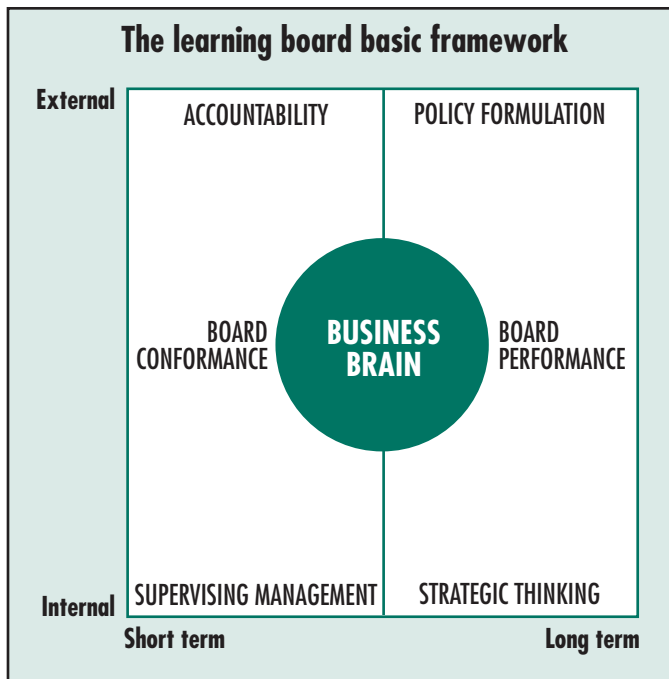 The learning board basic framework
External
ACCOUNTABILITY
POLICY FORMULATION
BOARD
CONFORMANCE
BUSINESS
BRAIN
BOARD
PERFORMANCE
Internal
SUPERVISING MANAGEMENT
STRATEGIC THINKING
Short term
Long term